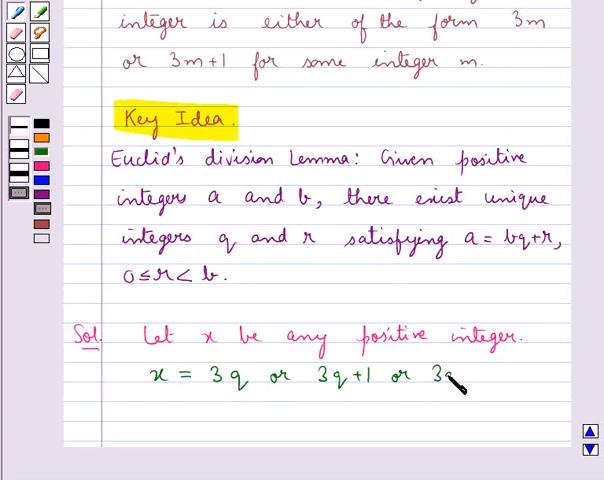 integer is either of the form 3m
or 3m+1 for some integer m.
Key Idea.
Euclid's division Lemma: Given positive
integers a and b, there exist unique
integers q and r satisfying a = bq+r,
0≤r< b.
Sol. Let x be any positive integer.
x = 3q or 3q+1 or 3